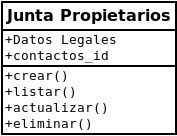 Junta Propietarios
+Datos Legales
+contactos_id
+crear()
+listar()
+actualizar()
+eliminar()